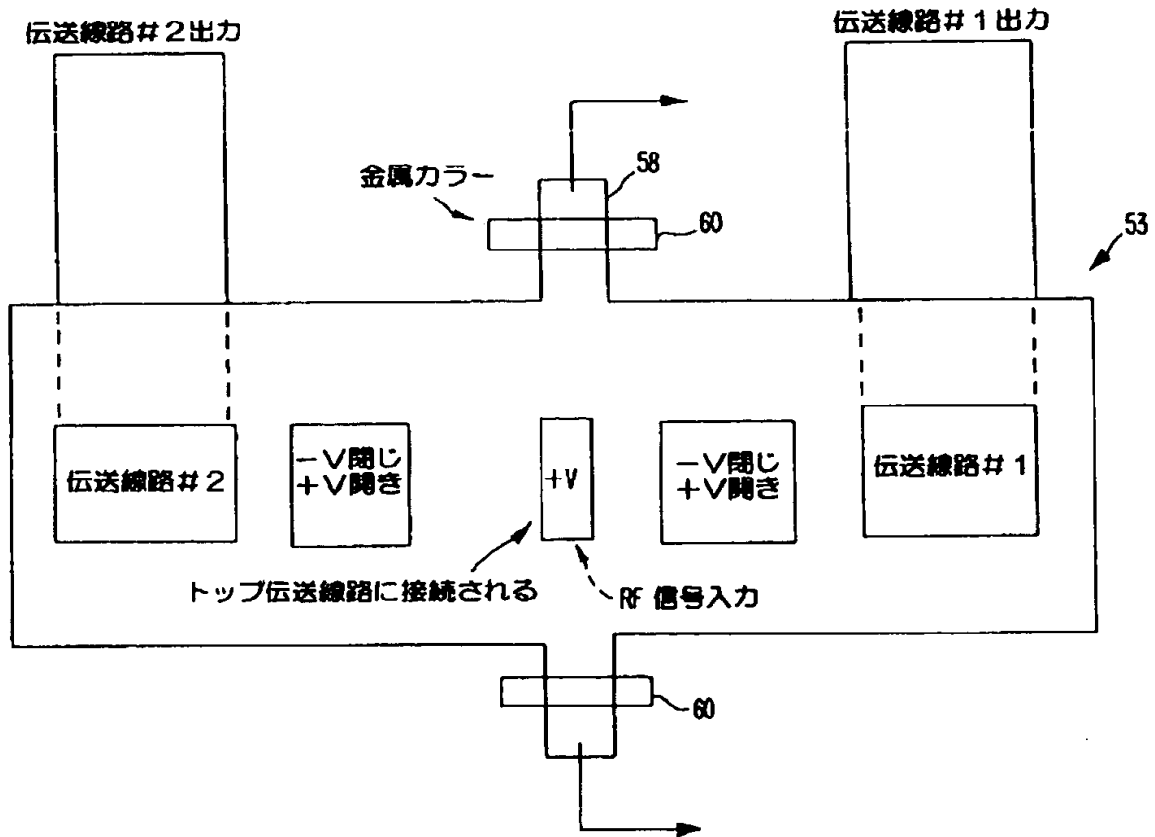 伝送線路#2出力
伝送線路#1出力
金属カラー
58
60
53
伝送線路#2
-V閉じ
+V開き
+V
-V閉じ
+V開き
伝送線路#1
トップ伝送線路に接続される
RF 信号入力
60